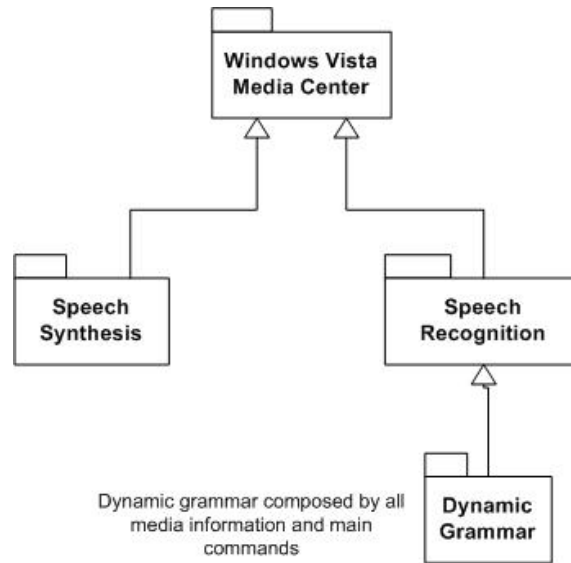 Windows Vista
Media Center
Speech
Synthesis
Speech
Recognition
Dynamic grammar composed by all
media information and main
commands
Dynamic
Grammar